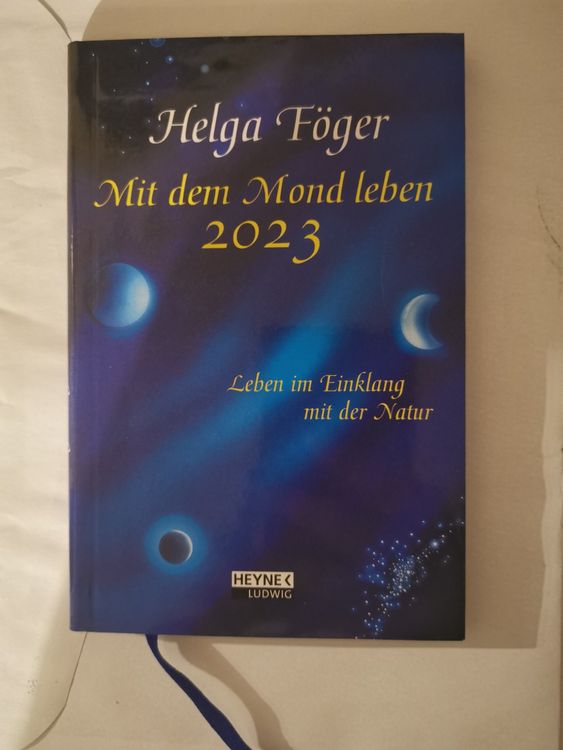 Helga Föger
Mit dem Mond leben
2023
Leben im Einklang
mit der Natur
HEYNE<
LUDWIG